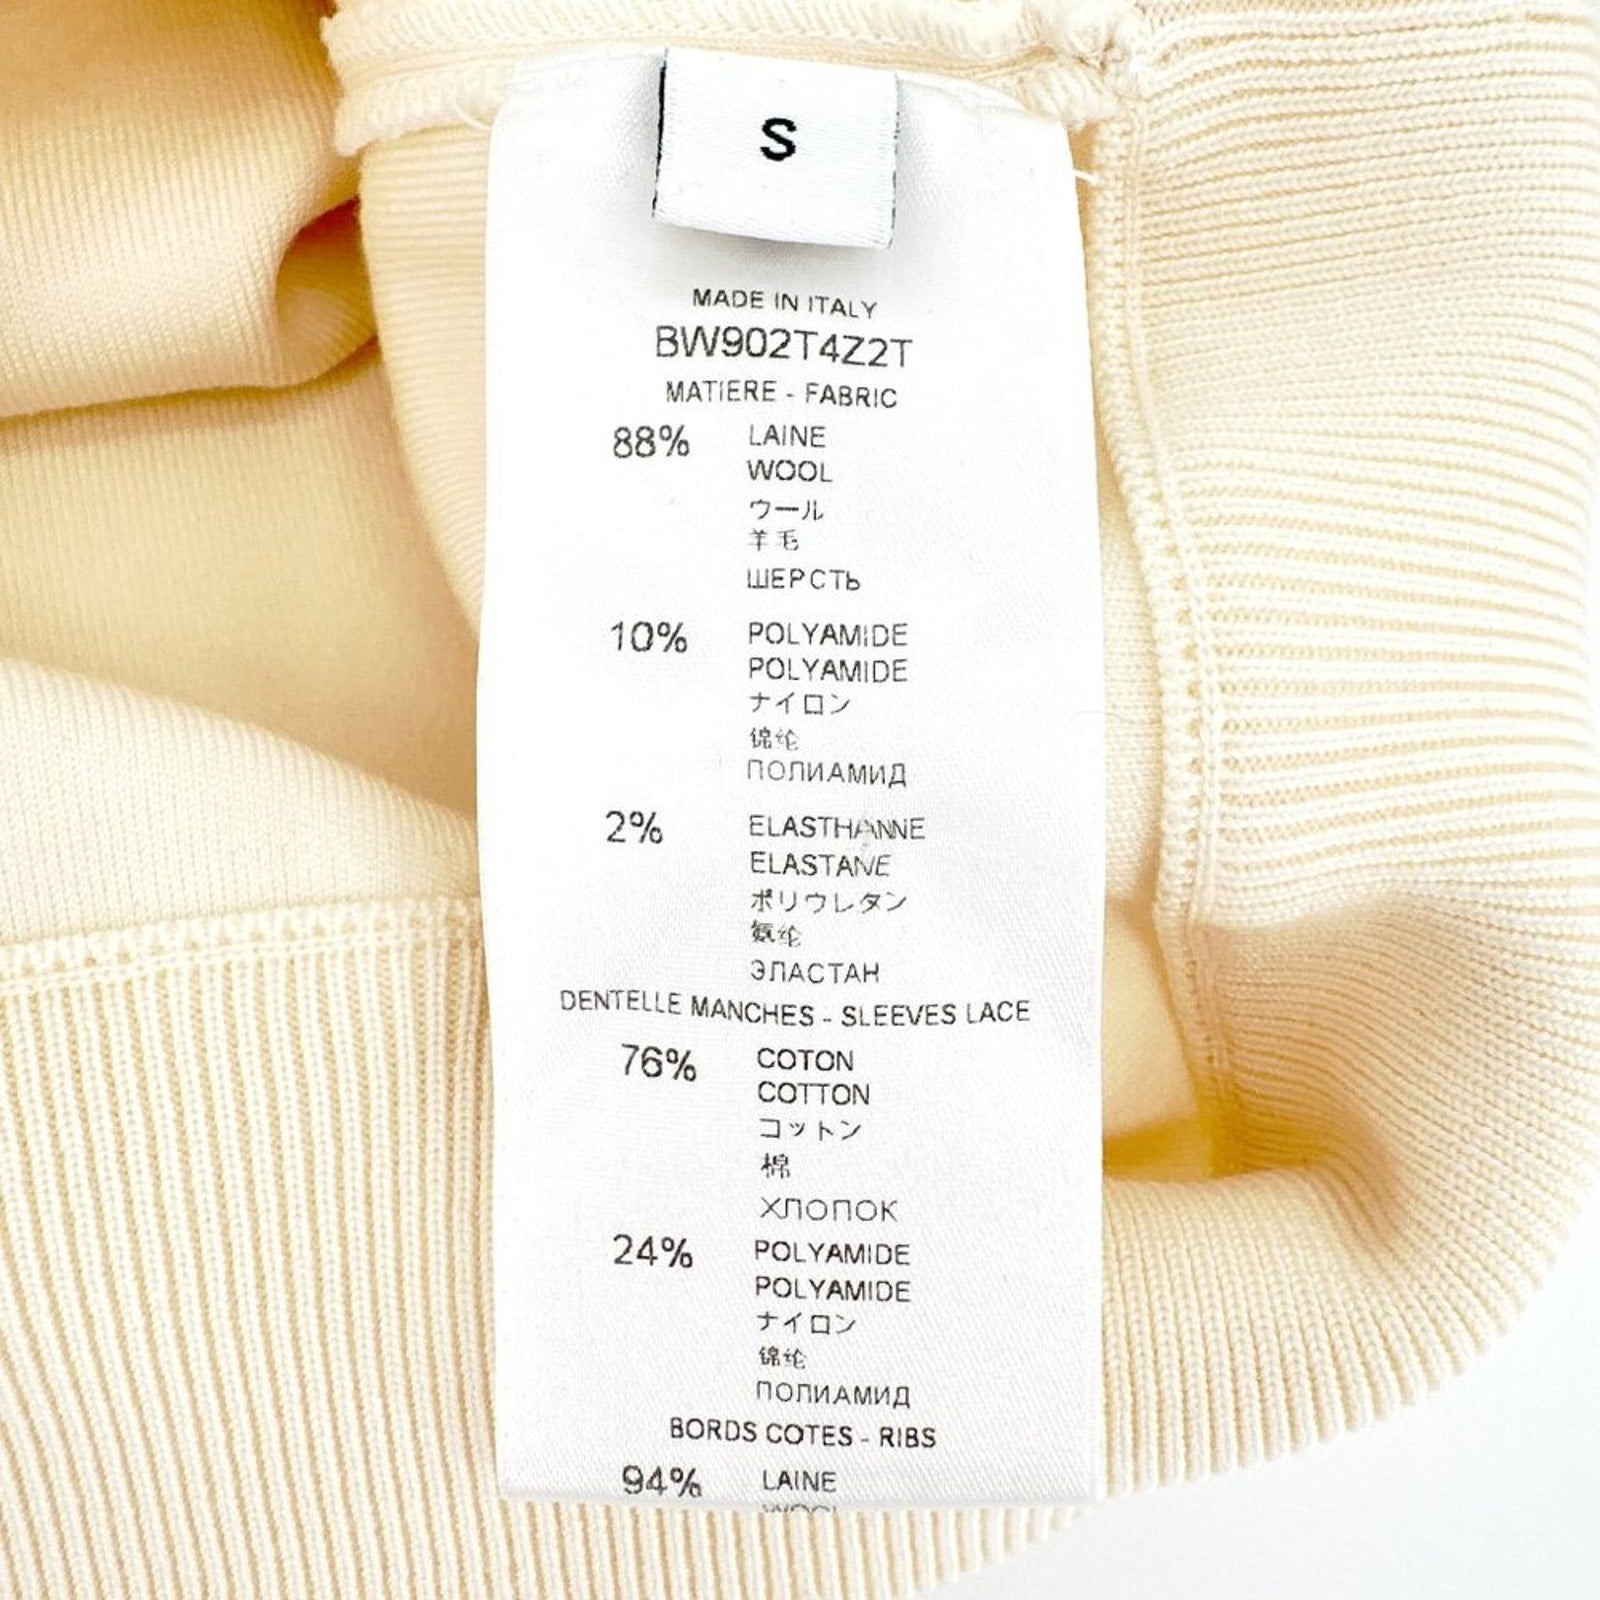 S
MADE IN ITALY
BW902T4Z2T
MATIERE - FABRIC
88% LAINE
WOOL
ウール
羊毛
ШЕРСТЬ
10% POLYAMIDE
POLYAMIDE
ナイロン
锦纶
ПОЛИАМИД
2% ELASTHANNE
ELASTANE
ポリウレタン
氨纶
ЭЛАСТАН
DENTELLE MANCHES - SLEEVES LACE
76% COTON
COTTON
コットン
棉
ХЛОПОК
24% POLYAMIDE
POLYAMIDE
ナイロン
锦纶
ПОЛИАМИД
BORDS COTES - RIBS
94% LAINE
WOOL